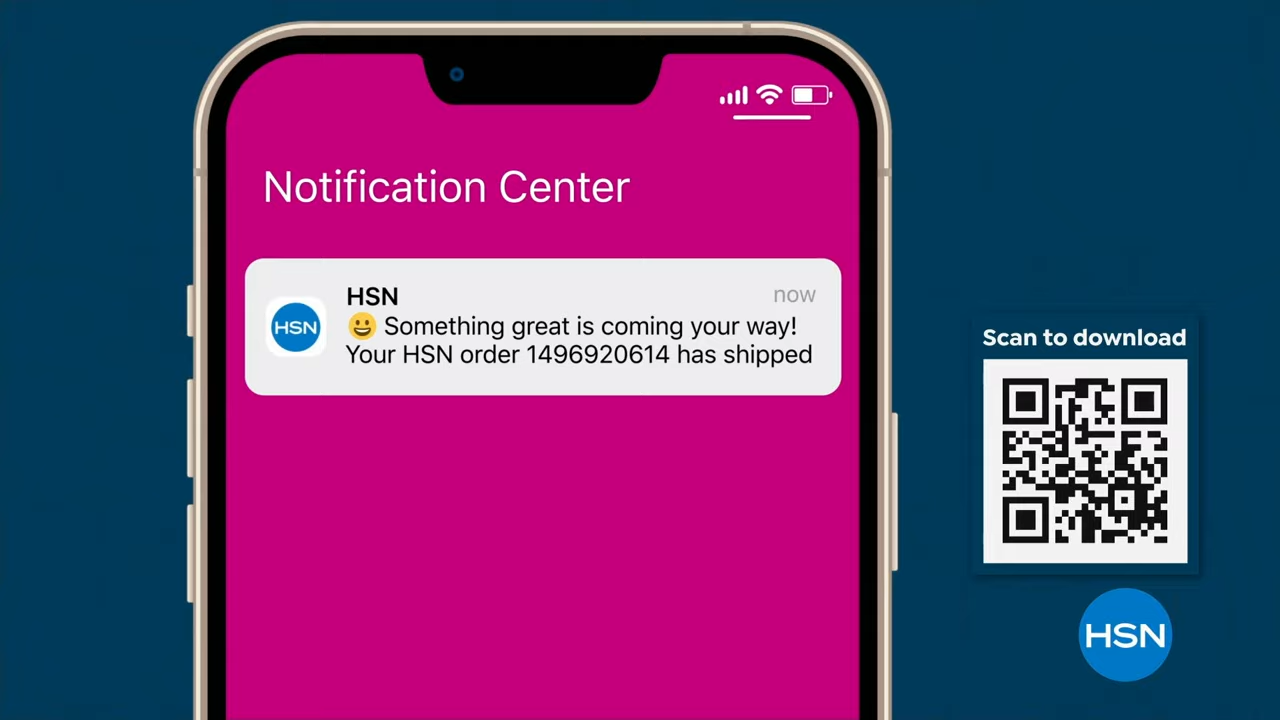 Notification Center
HSN
now
HSN
😀 Something great is coming your way!
Your HSN order 1496920614 has shipped
Scan to download
HSN